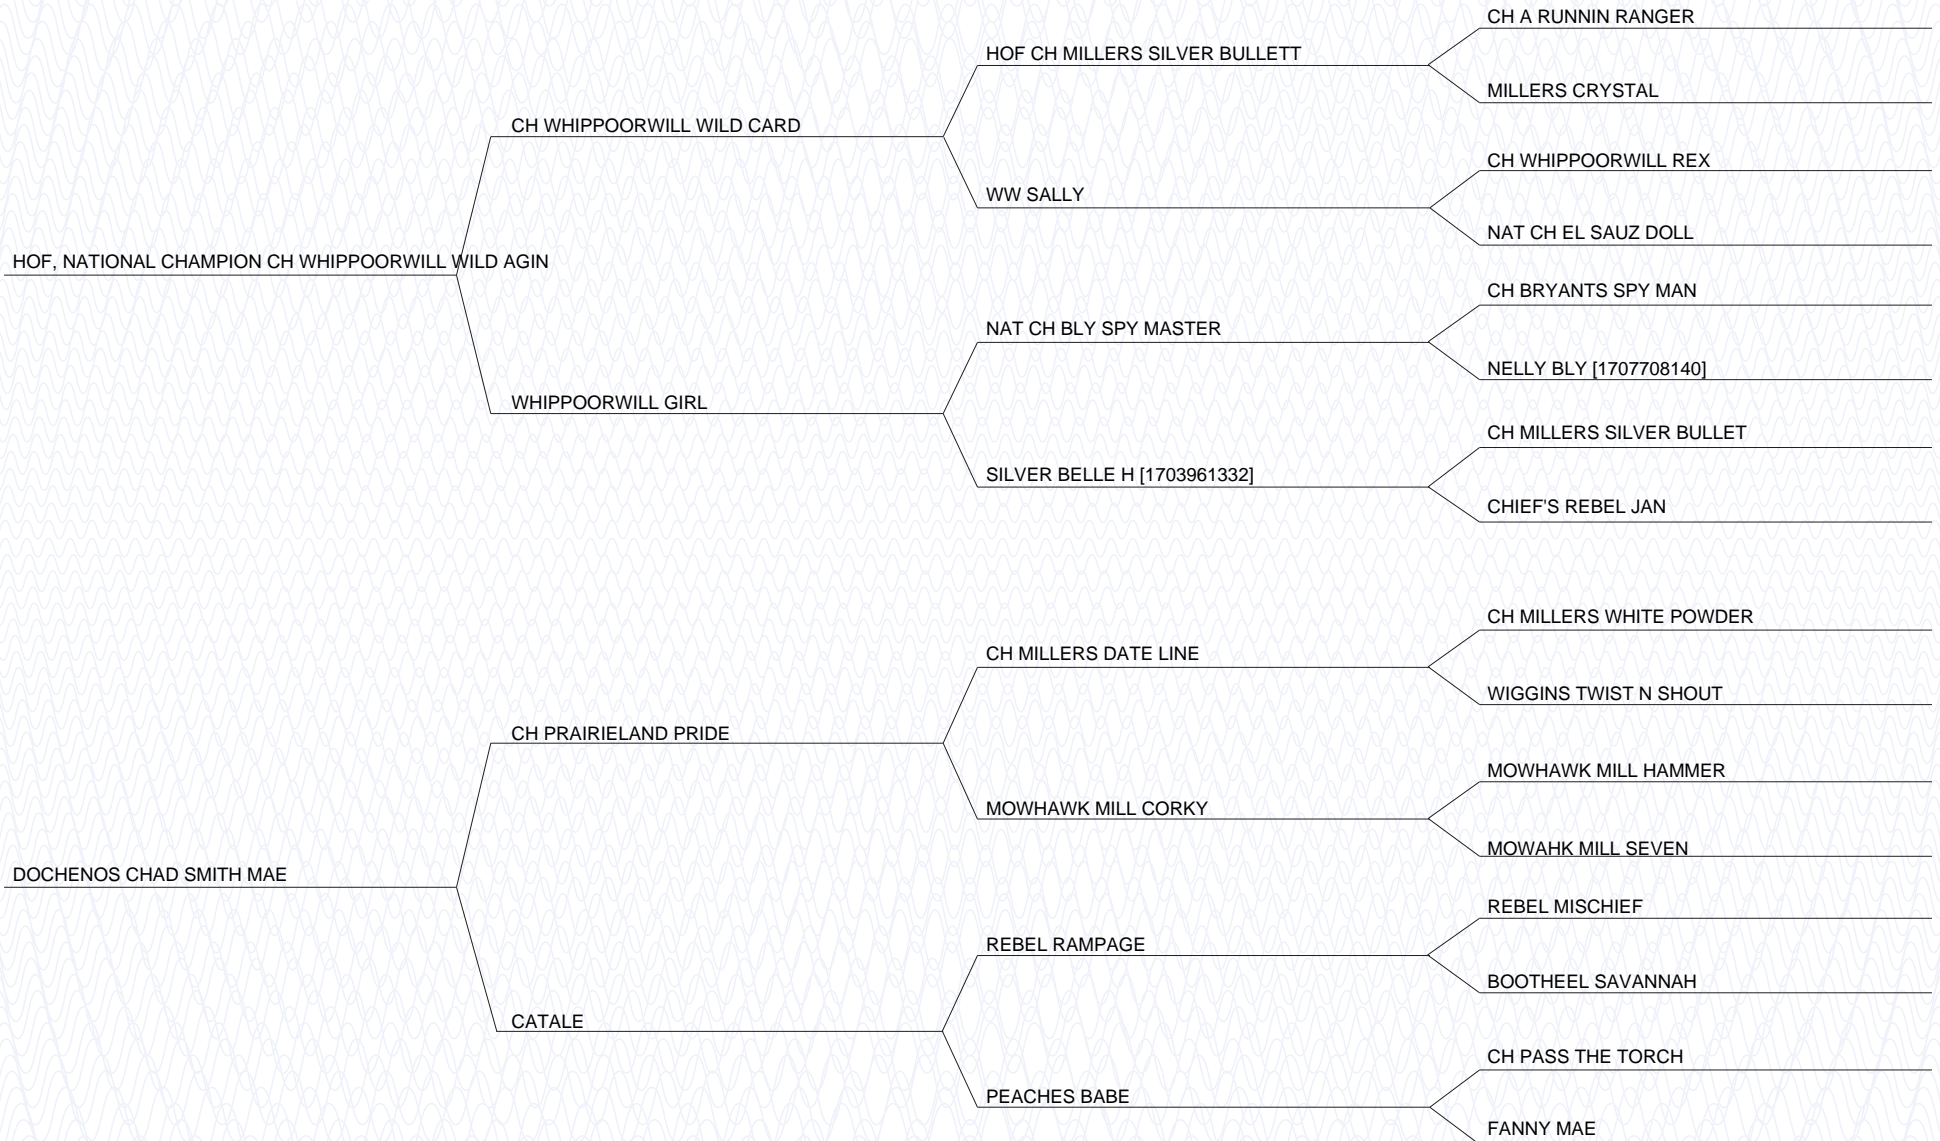 CH A RUNNIN RANGER
HOF CH MILLERS SILVER BULLETT
MILLERS CRYSTAL
CH WHIPPOORWILL WILD CARD
CH WHIPPOORWILL REX
WW SALLY
NAT CH EL SAUZ DOLL
HOF, NATIONAL CHAMPION CH WHIPPOORWILL WILD AGIN
CH BRYANTS SPY MAN
NAT CH BLY SPY MASTER
NELLY BLY [1707708140]
WHIPPOORWILL GIRL
CH MILLERS SILVER BULLET
SILVER BELLE H [1703961332]
CHIEF'S REBEL JAN
CH MILLERS WHITE POWDER
CH MILLERS DATE LINE
WIGGINS TWIST N SHOUT
CH PRAIRIELAND PRIDE
MOWHAWK MILL HAMMER
MOWHAWK MILL CORKY
MOWAHK MILL SEVEN
DOCHENOS CHAD SMITH MAE
REBEL MISCHIEF
REBEL RAMPAGE
BOOTHEEL SAVANNAH
CATALE
CH PASS THE TORCH
PEACHES BABE
FANNY MAE